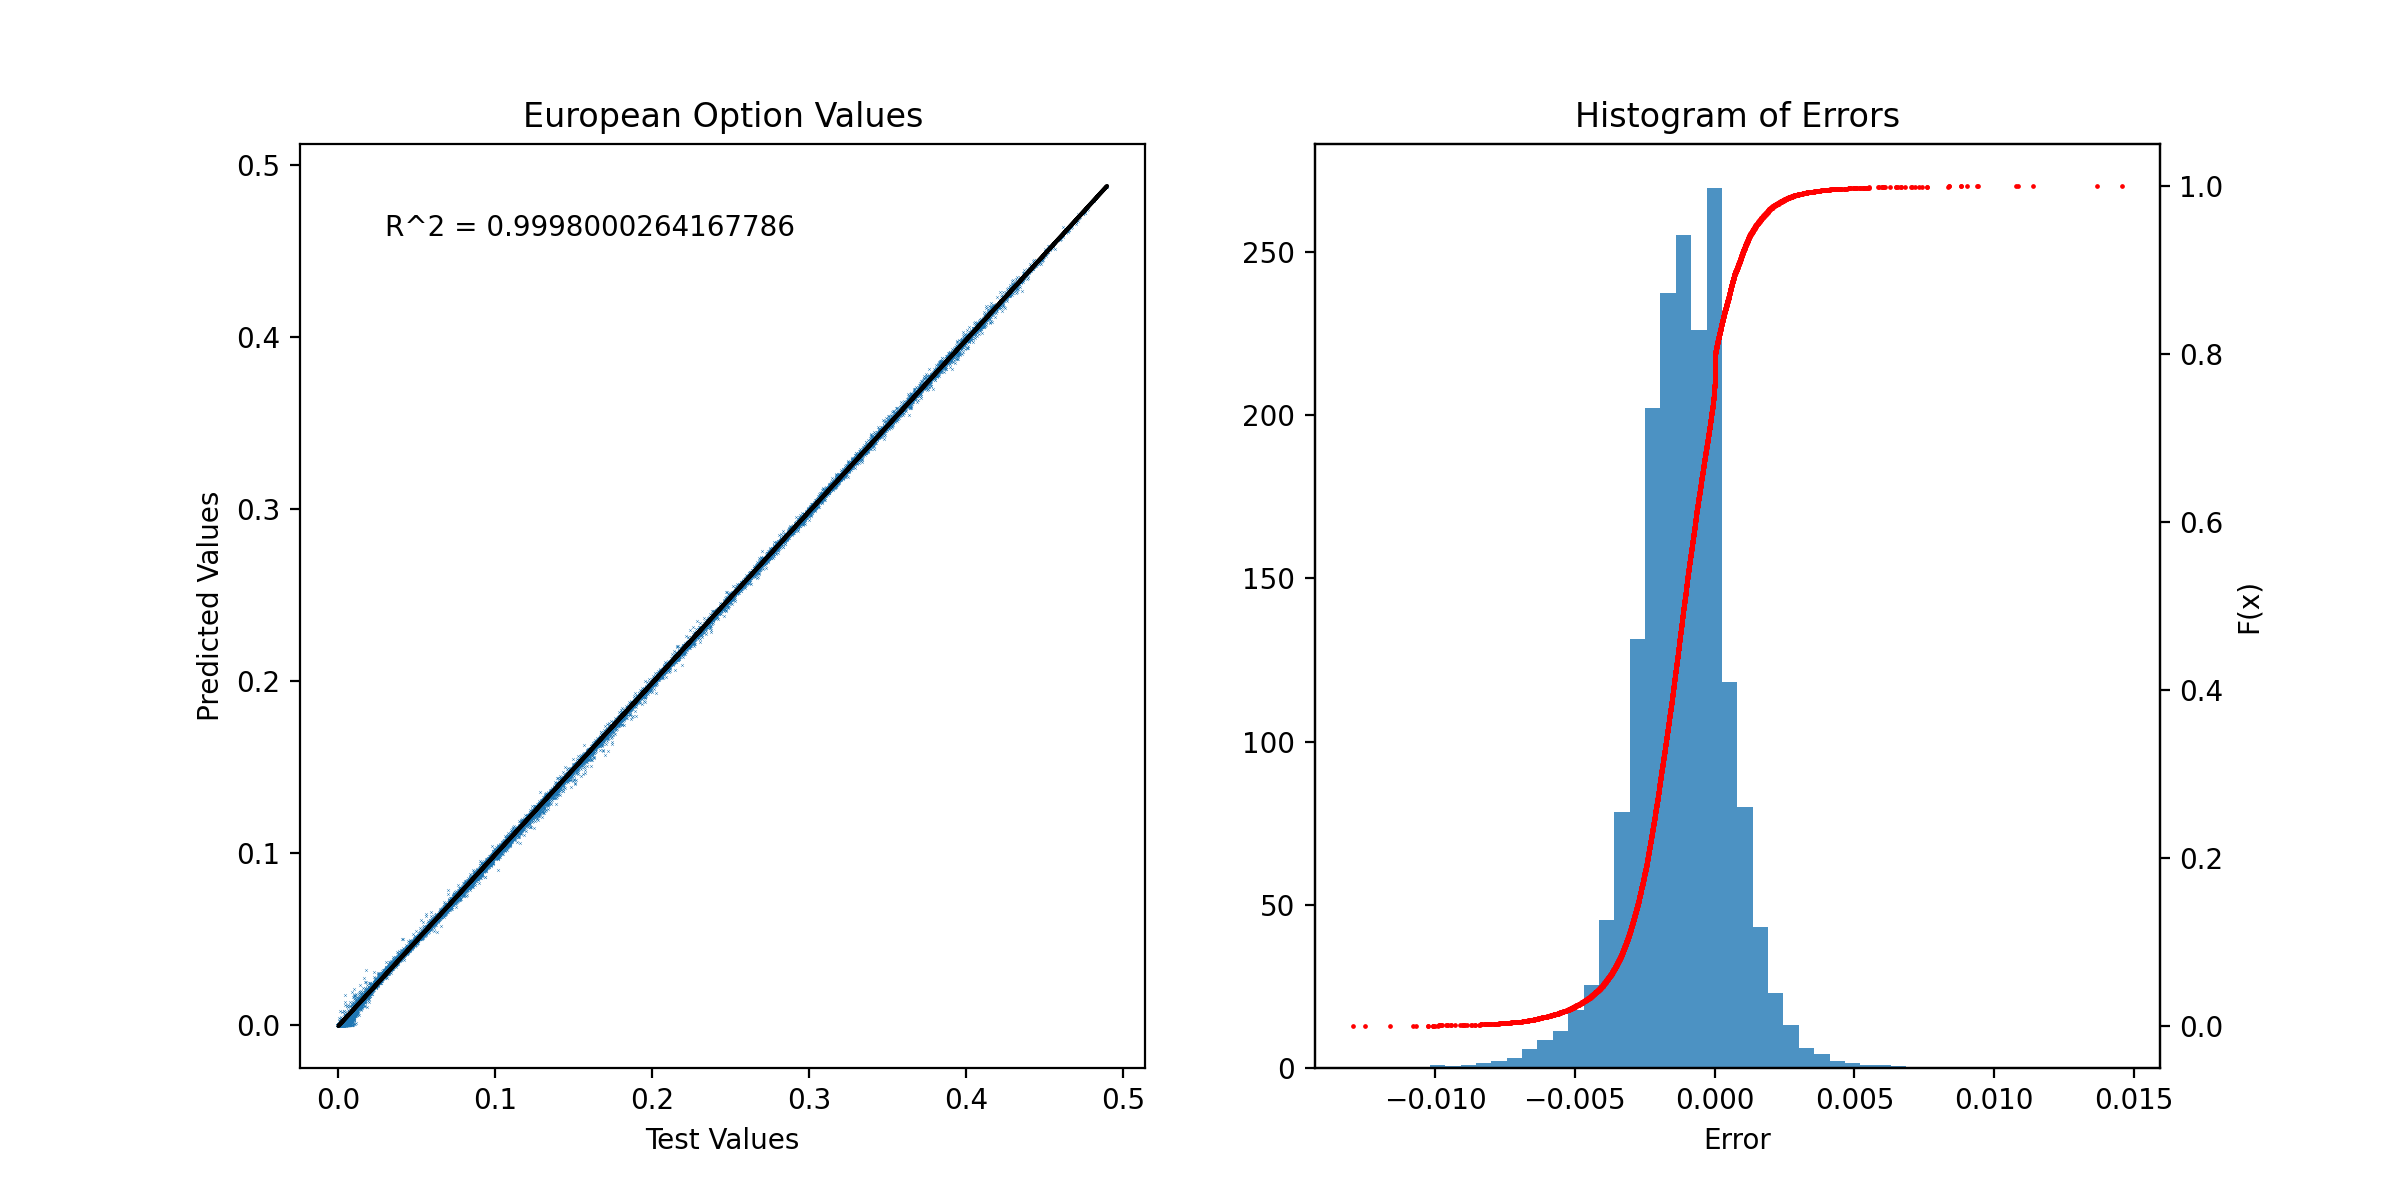 European Option Values
R^2 = 0.9998000264167786
0.5
0.4
0.3
0.2
0.1
0.0
Predicted Values
0.0 0.1 0.2 0.3 0.4 0.5
Test Values
Histogram of Errors
250
200
150
100
50
0
1.0
0.8
0.6
0.4
0.2
0.0
F(x)
−0.010 −0.005 0.000 0.005 0.010 0.015
Error